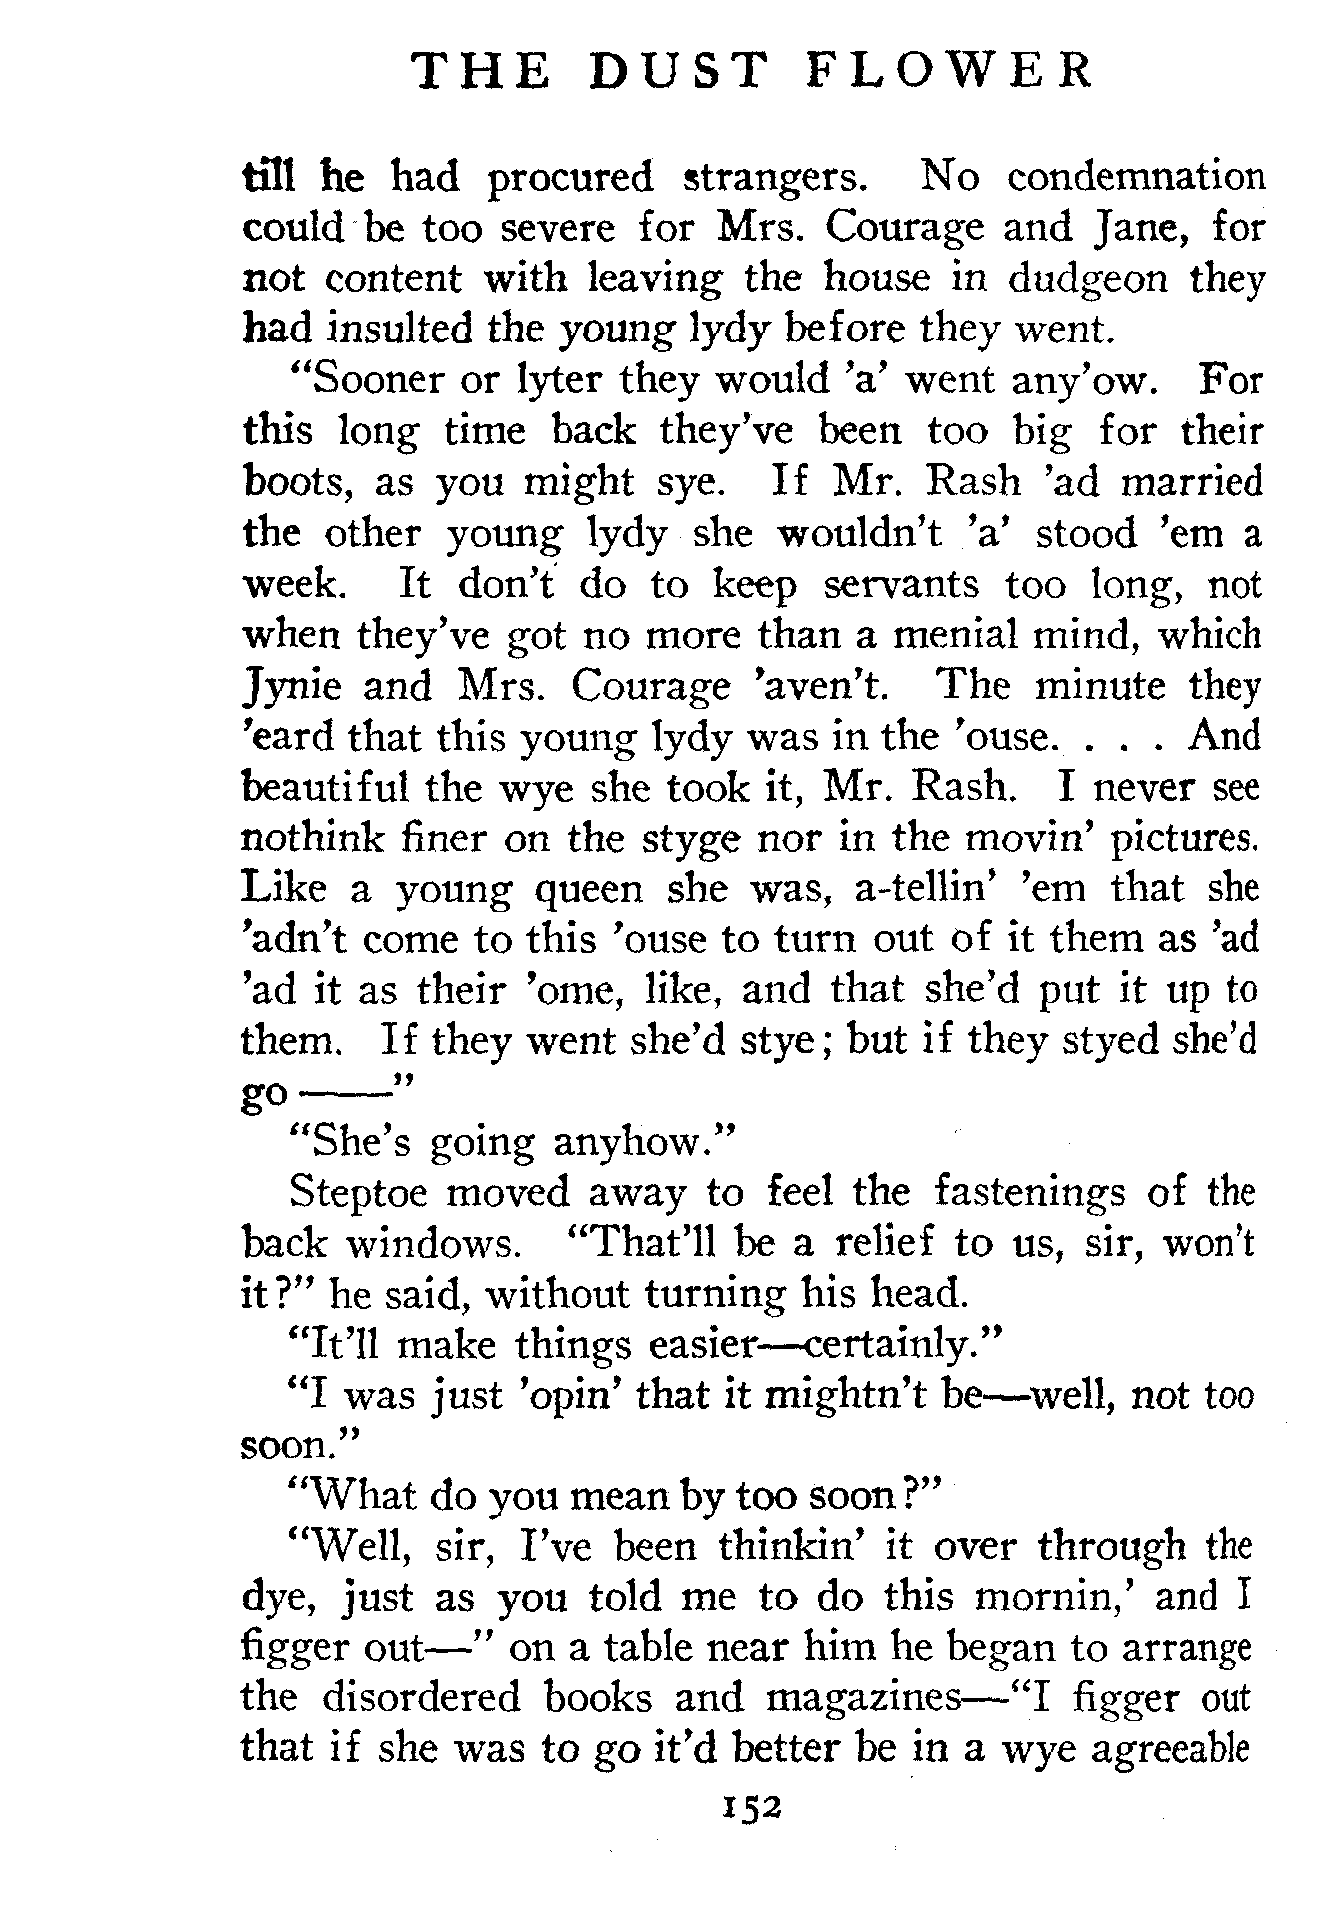 THE DUST FLOWER
till he had procured strangers. No condemnation
could be too severe for Mrs. Courage and Jane, for
not content with leaving the house in dudgeon they
had insulted the young lydy before they went.
“Sooner or lyter they would ’a’ went any’ow. For
this long time back they’ve been too big for their
boots, as you might sye. If Mr. Rash ’ad married
the other young lydy she wouldn’t ’a’ stood ’em a
week. It don’t do to keep servants too long, not
when they’ve got no more than a menial mind, which
Jynie and Mrs. Courage ’aven’t. The minute they
’eard that this young lydy was in the ’ouse. . . . And
beautiful the wye she took it, Mr. Rash. I never see
nothink finer on the styge nor in the movin’ pictures.
Like a young queen she was, a-tellin’ ’em that she
’adn’t come to this ’ouse to turn out of it them as ’ad
’ad it as their ’ome, like, and that she’d put it up to
them. If they went she’d stye; but if they styed she’d
go ——”
“She’s going anyhow.”
Steptoe moved away to feel the fastenings of the
back windows. “That’ll be a relief to us, sir, won’t
it?” he said, without turning his head.
“It’ll make things easier—certainly.”
“I was just ’opin’ that it mightn’t be—well, not too
soon.”
“What do you mean by too soon?”
“Well, sir, I’ve been thinkin’ it over through the
dye, just as you told me to do this mornin,’ and I
figger out—” on a table near him he began to arrange
the disordered books and magazines—“I figger out
that if she was to go it’d better be in a wye agreeable
152